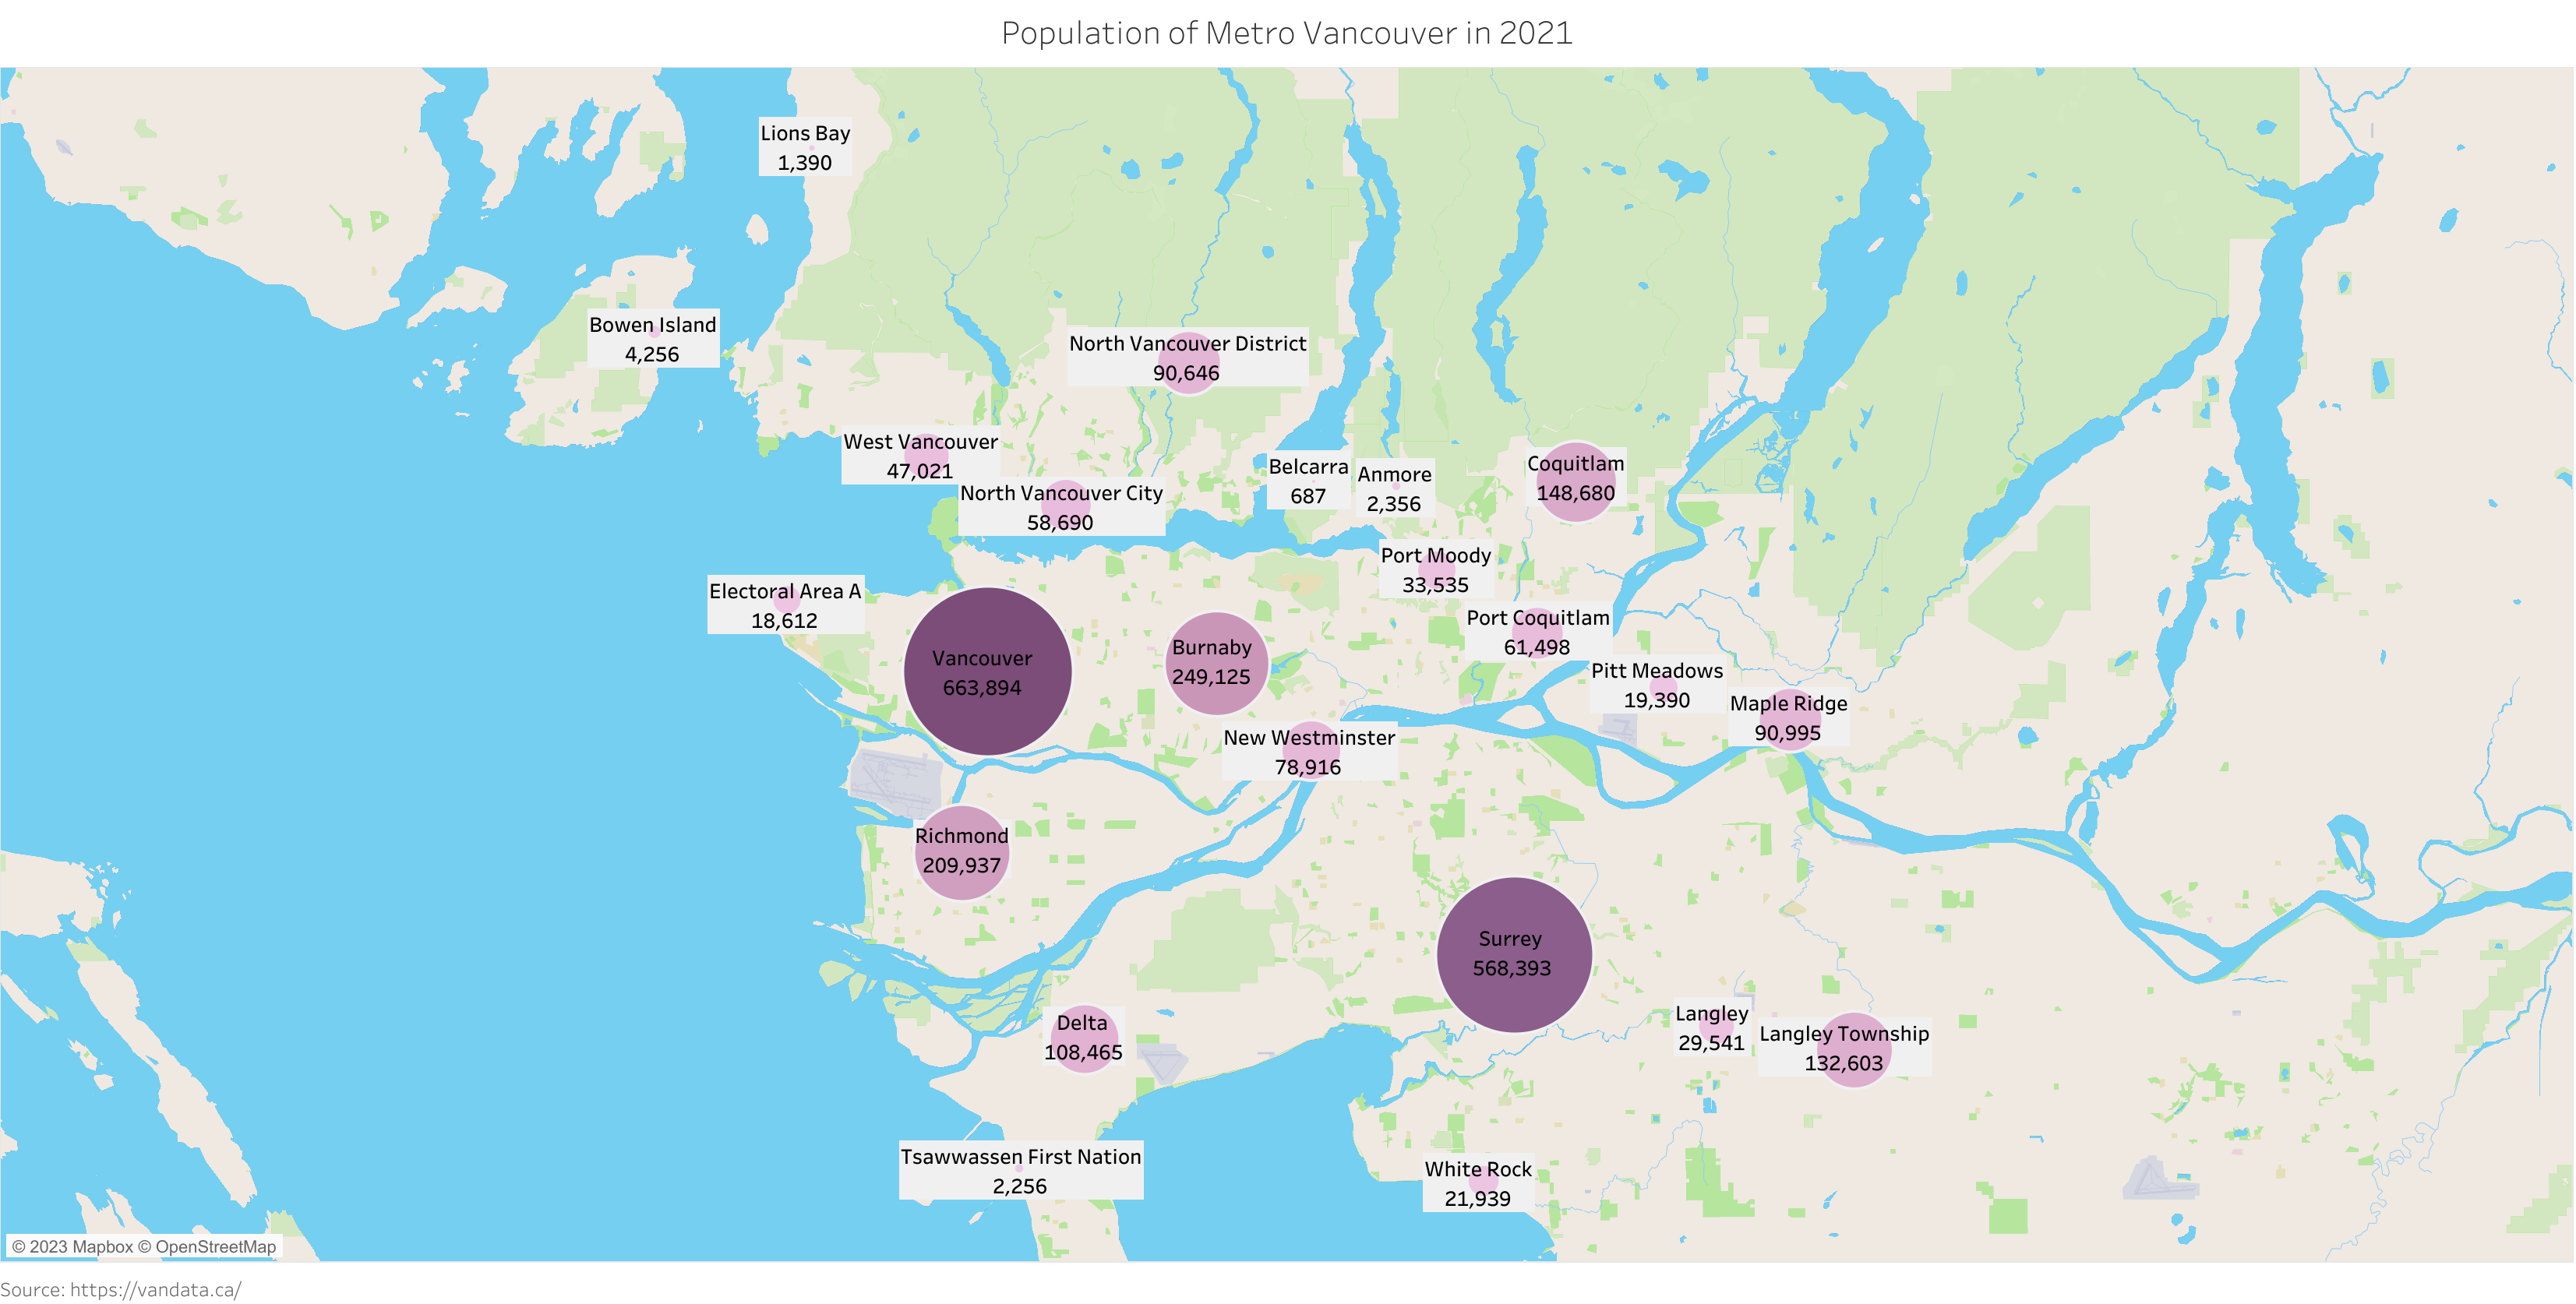 Population of Metro Vancouver in 2021
Lions Bay
1,390
Bowen Island
4,256
North Vancouver District
90,646
West Vancouver
47,021
North Vancouver City
58,690
Belcarra
687
Anmore
2,356
Coquitlam
148,680
Port Moody
33,535
Electoral Area A
18,612
Port Coquitlam
61,498
Vancouver
663,894
Burnaby
249,125
Pitt Meadows
19,390
Maple Ridge
90,995
New Westminster
78,916
Richmond
209,937
Surrey
568,393
Delta
108,465
Langley
29,541
Langley Township
132,603
Tsawwassen First Nation
2,256
White Rock
21,939
© 2023 Mapbox © OpenStreetMap
Source: https://vandata.ca/